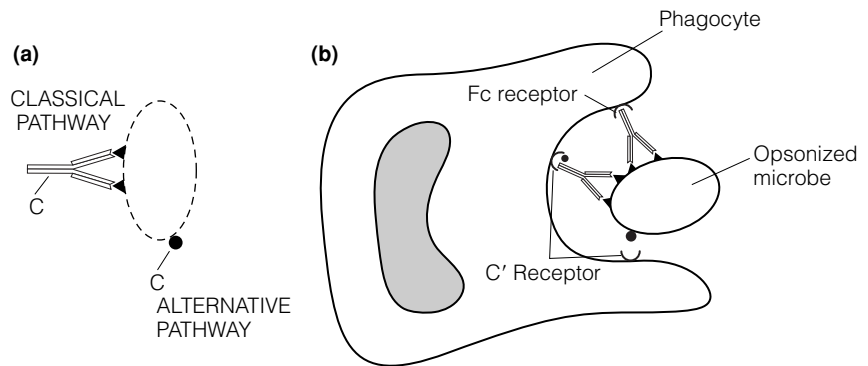 (a)
CLASSICAL
PATHWAY
C
C
ALTERNATIVE
PATHWAY
(b)
Phagocyte
Fc receptor
Opsonized
microbe
C′ Receptor